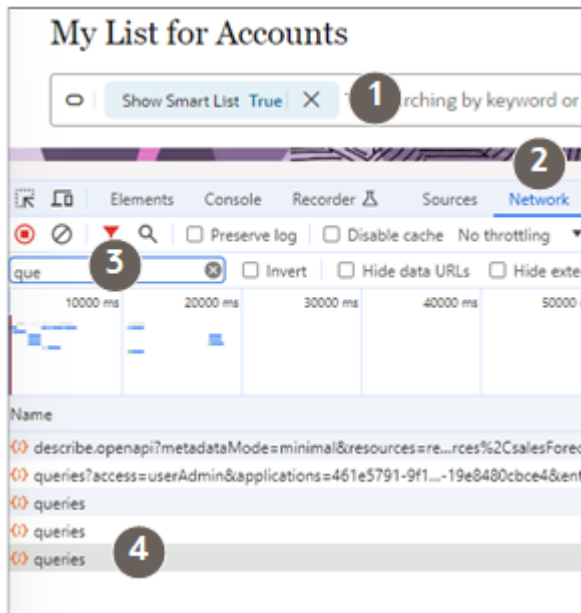 My List for Accounts
Show Smart List True rching by keyword or
1
2
Elements Console Recorder Sources Network
Preserve log Disable cache No throttling
3
que Invert Hide data URLs Hide exte
10000 ms 20000 ms 30000 ms 40000 ms 50000
Name
describe.openapi?metadataMode=minimal&resources=re...rces%2CsalesForec
queries?access=userAdmin&applications=461e5791-9f1...-19e8480cbce4&ent
queries
queries
queries 4